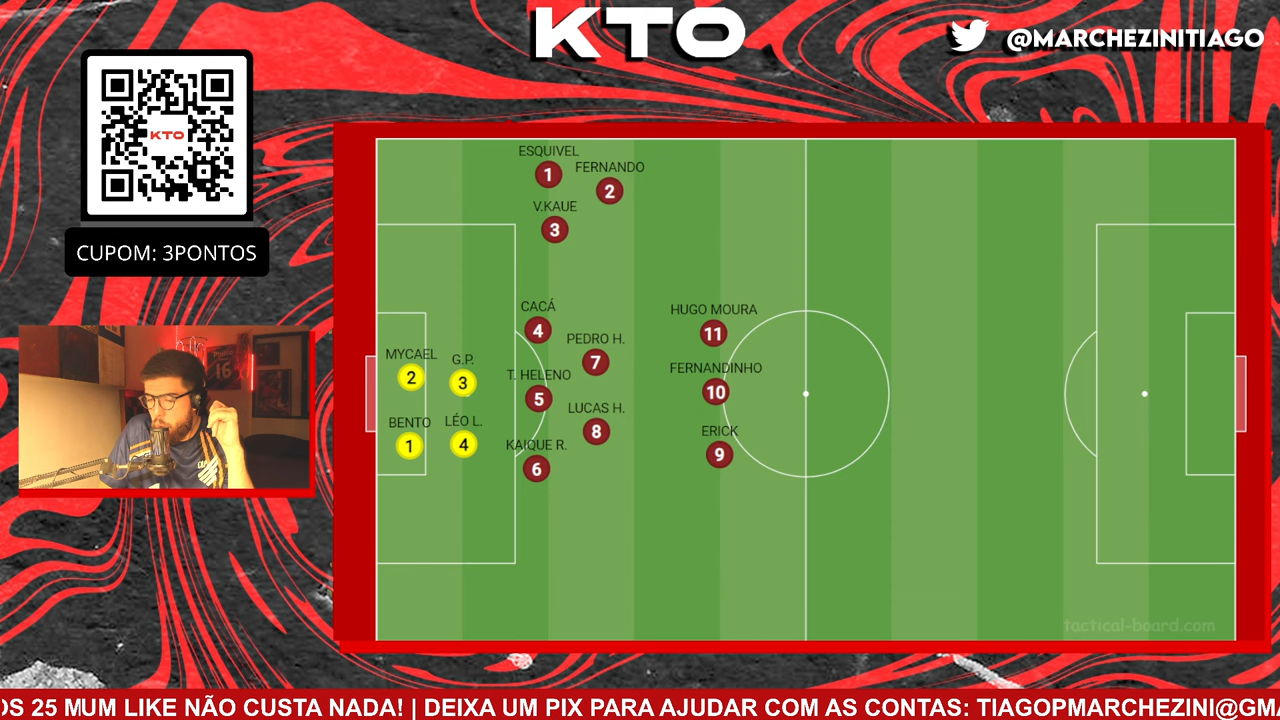 KTO
@MARCHEZINITIAGO
KTO
CUPOM: 3PONTOS
ESQUIVEL
1
FERNANDO
2
V.KAUE
3
CACÁ
4
HUGO MOURA
11
PEDRO H.
7
MYCAEL
2
G.P.
3
T. HELENO
5
FERNANDINHO
10
LUCAS H.
8
BENTO
1
LÉO L.
4
KAIQUE R.
6
ERICK
9
tactical-board.com
OS 25 MUM LIKE NÃO CUSTA NADA! | DEIXA UM PIX PARA AJUDAR COM AS CONTAS: TIAGOPMARCHEZINI@GM